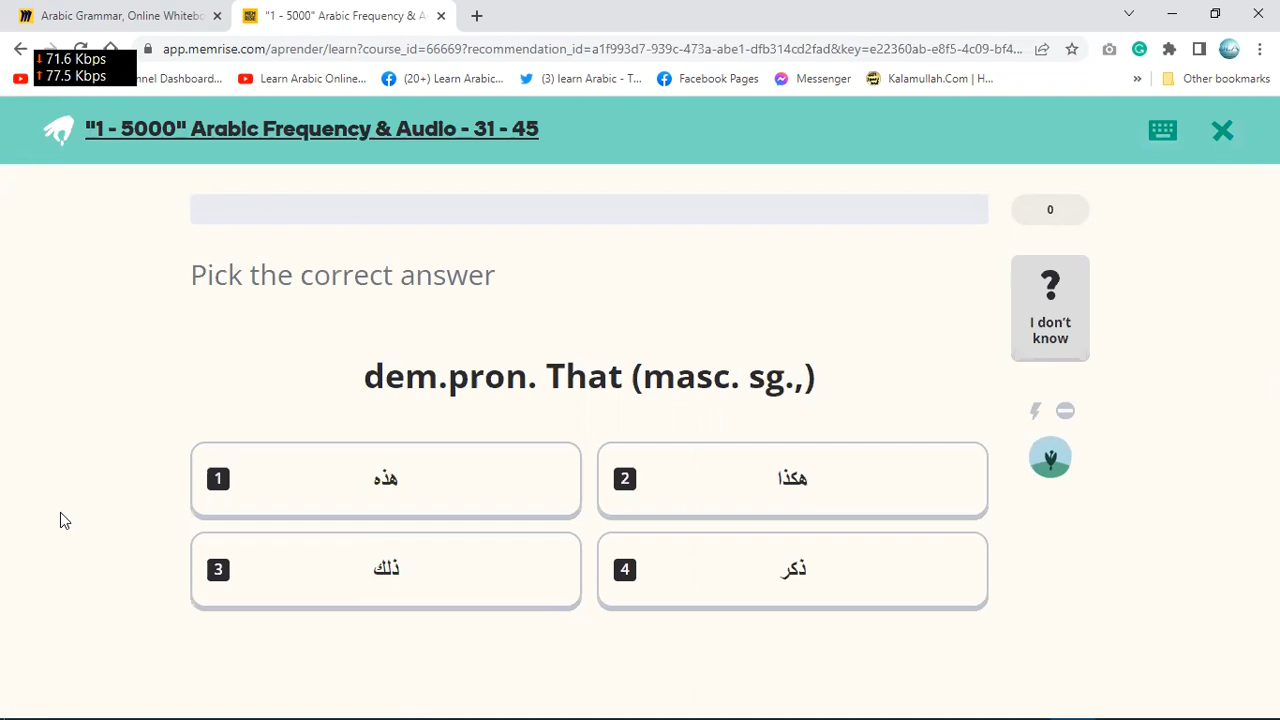 Arabic Grammar, Online Whitebo
"1 - 5000" Arabic Frequency & A
71.6 Kbps
77.5 Kbps
app.memrise.com/aprender/learn?course_id=66669?recommendation_id=a1f993d7-939c-473a-ab91-dfcf4cd2fad&key=e22360ab-e8f5-4c09-bf4...
nnel Dashboard...
Learn Arabic Online...
(20+) Learn Arabic...
(3) learn Arabic - T...
Facebook Pages
Messenger
Kalamullah.Com | H...
»
Other bookmarks
"1 - 5000" Arabic Frequency & Audio - 31 - 45
0
Pick the correct answer
?
I don't
know
dem.pron. That (masc. sg.,)
1 هذه
2 هكذا
3 ذلك
4 ذكر